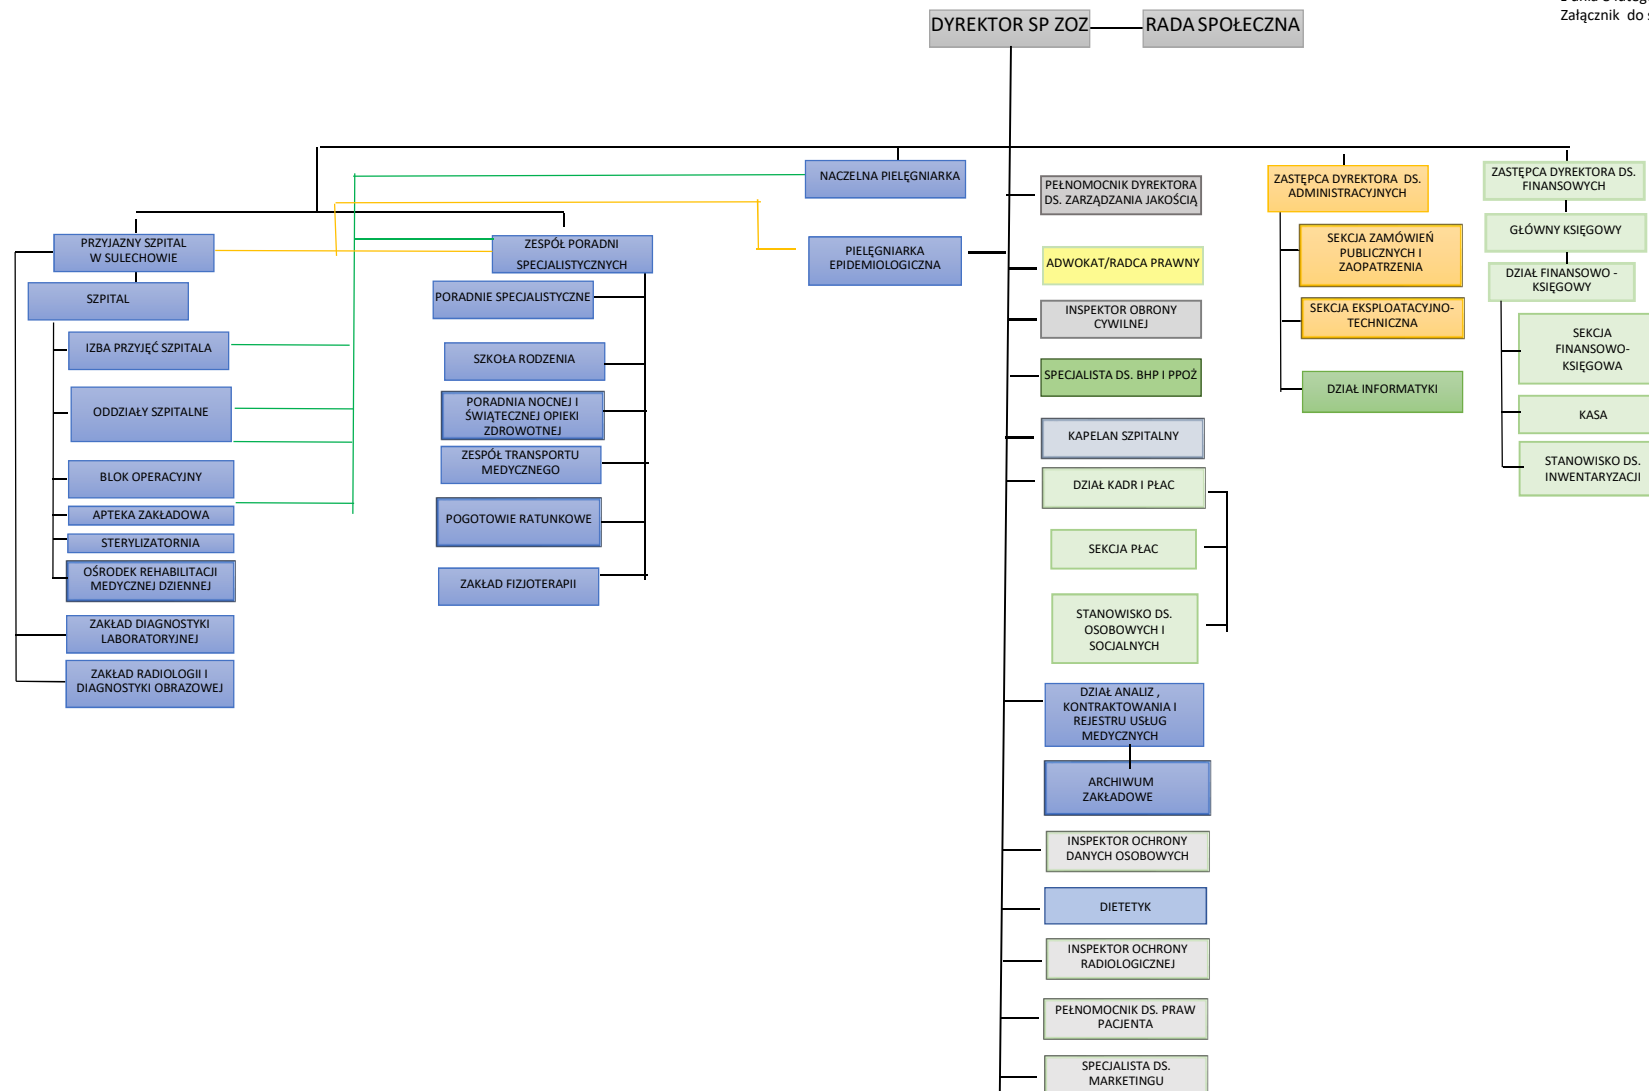 Załącznik do
DYREKTOR SP ZOZ
RADA SPOŁECZNA
NACZELNA PIELĘGNIARKA
PIELĘGNIARKA
EPIDEMIOLOGICZNA
PRZYJAZNY SZPITAL
W SULECHOWIE
SZPITAL
IZBA PRZYJĘĆ SZPITALA
ODDZIAŁY SZPITALNE
BLOK OPERACYJNY
APTEKA ZAKŁADOWA
STERYLIZATORNIA
OŚRODEK REHABILITACJI
MEDYCZNEJ DZIENNEJ
ZAKŁAD DIAGNOSTYKI
LABORATORYJNEJ
ZAKŁAD RADIOLOGII I
DIAGNOSTYKI OBRAZOWEJ
ZESPÓŁ PORADNI
SPECJALISTYCZNYCH
PORADNIE SPECJALISTYCZNE
SZKOŁA RODZENIA
PORADNIA NOCNEJ I
ŚWIĄTECZNEJ OPIEKI
ZDROWOTNEJ
ZESPÓŁ TRANSPORTU
MEDYCZNEGO
POGOTOWIE RATUNKOWE
ZAKŁAD FIZJOTERAPII
PEŁNOMOCNIK DYREKTORA
DS. ZARZĄDZANIA JAKOŚCIĄ
ADWOKAT/RADCA PRAWNY
INSPEKTOR OBRONY
CYWILNEJ
SPECJALISTA DS. BHP I PPOŻ
KAPELAN SZPITALNY
DZIAŁ KADR I PŁAC
SEKCJA PŁAC
STANOWISKO DS.
OSOBOWYCH I
SOCJALNYCH
DZIAŁ ANALIZ ,
KONTRAKTOWANIA I
REJESTRU USŁUG
MEDYCZNYCH
ARCHIWUM
ZAKŁADOWE
INSPEKTOR OCHRONY
DANYCH OSOBOWYCH
DIETETYK
INSPEKTOR OCHRONY
RADIOLOGICZNEJ
PEŁNOMOCNIK DS. PRAW
PACJENTA
SPECJALISTA DS.
MARKETINGU
ZASTĘPCA DYREKTORA DS.
ADMINISTRACYJNYCH
SEKCJA ZAMÓWIEŃ
PUBLICZNYCH I
ZAOPATRZENIA
SEKCJA EKSPLOATACYJNO-
TECHNICZNA
DZIAŁ INFORMATYKI
ZASTĘPCA DYREKTORA DS.
FINANSOWYCH
GŁÓWNY KSIĘGOWY
DZIAŁ FINANSOWO -
KSIĘGOWY
SEKCJA
FINANSOWO-
KSIĘGOWA
KASA
STANOWISKO DS.
INWENTARYZACJI